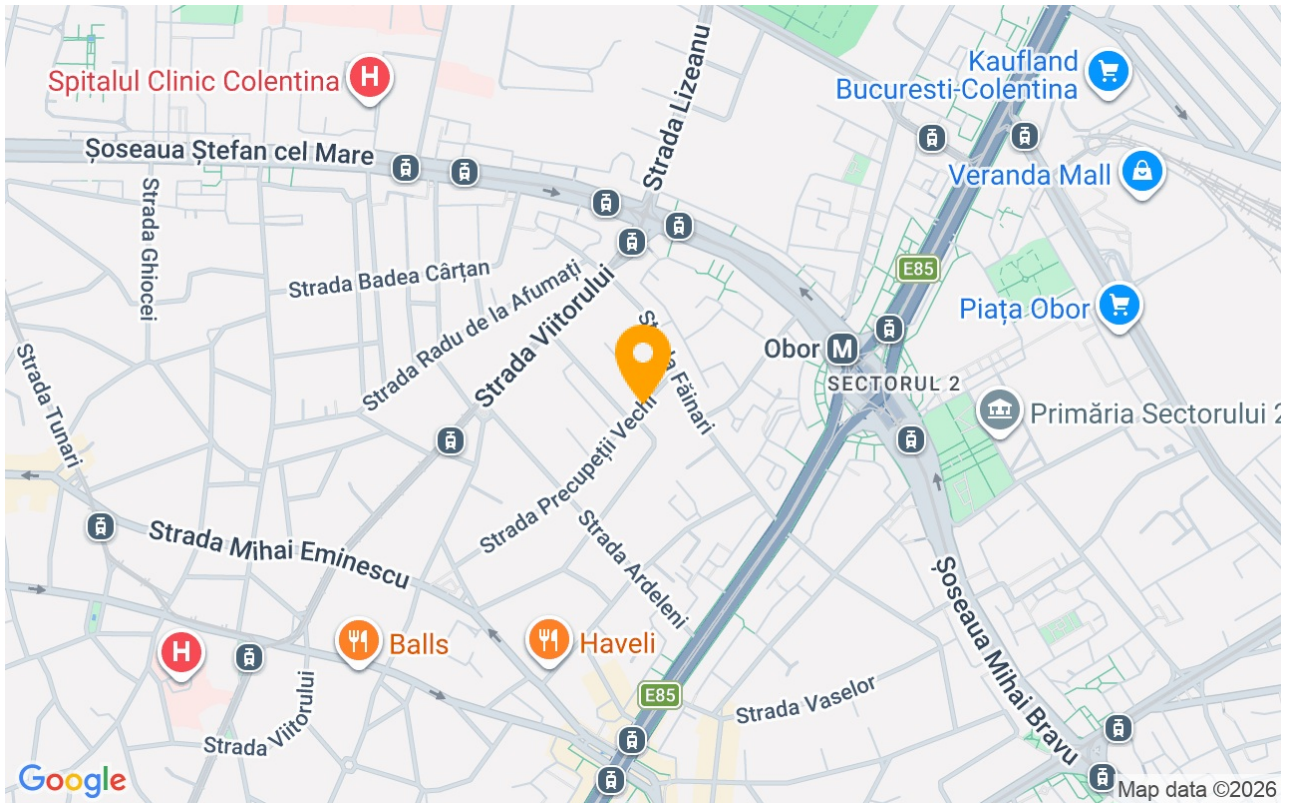 Kaufland
Bucuresti-Colentina
Spitalul Clinic Colentina
H
Strada Lizeanu
Șoseaua Ștefan cel Mare
Veranda Mall
Strada Ghiocei
Strada Badea Cârțan
Strada Radu de la Afumați
Strada Viitorului
E85
Piața Obor
Obor
M
SECTORUL 2
Primăria Sectorului 2
la Făinari
Strada Tunari
Strada Precupeții Vechi
Strada Ardeleni
Strada Mihai Eminescu
Șoseaua Mihai Bravu
Balls
Haveli
H
E85
Strada Vaselor
Strada Viitorului
Google
Map data ©2026